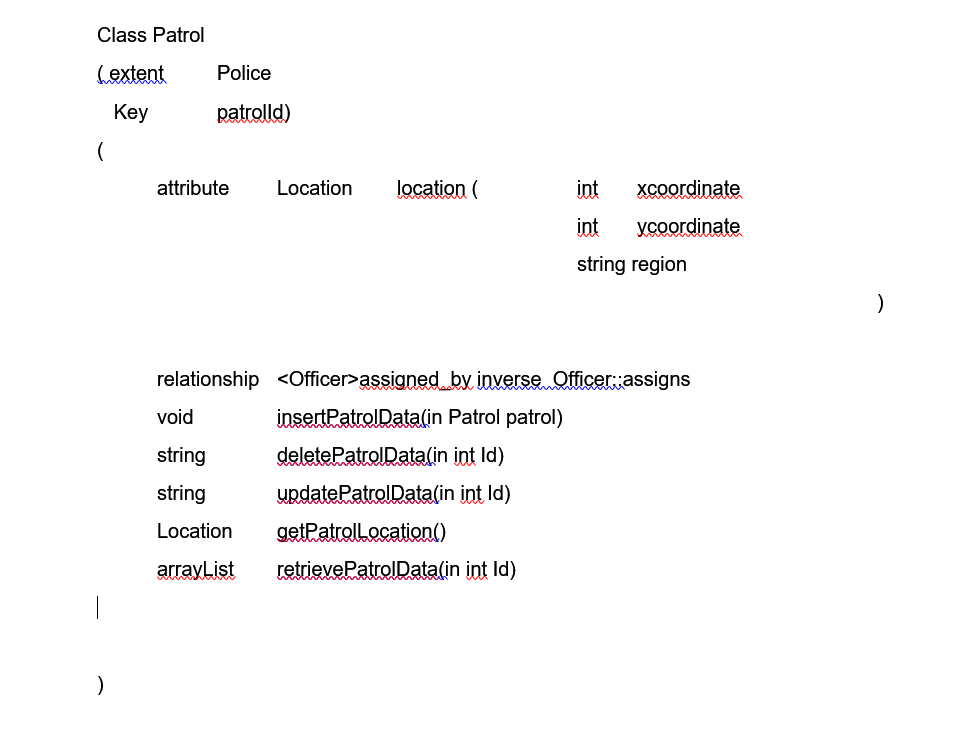 Class Patrol
( extent Police
Key patrolId)
(
attribute Location location ( int xcoordinate
int ycoordinate
string region
)
relationship <Officer>assigned_by inverse Officer::assigns
void insertPatrolData(in Patrol patrol)
string deletePatrolData(in int Id)
string updatePatrolData(in int Id)
Location getPatrolLocation()
arrayList retrievePatrolData(in int Id)
)